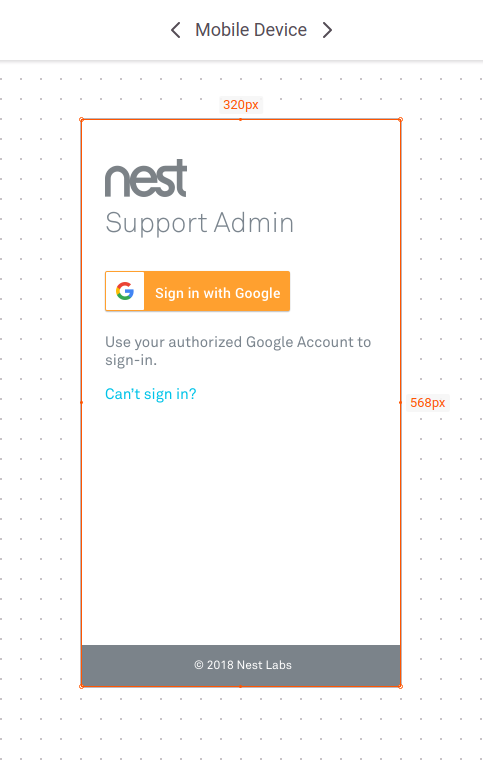 Mobile Device
320px
nest
Support Admin
Sign in with Google
Use your authorized Google Account to
sign-in.
Can't sign in?
568px
© 2018 Nest Labs